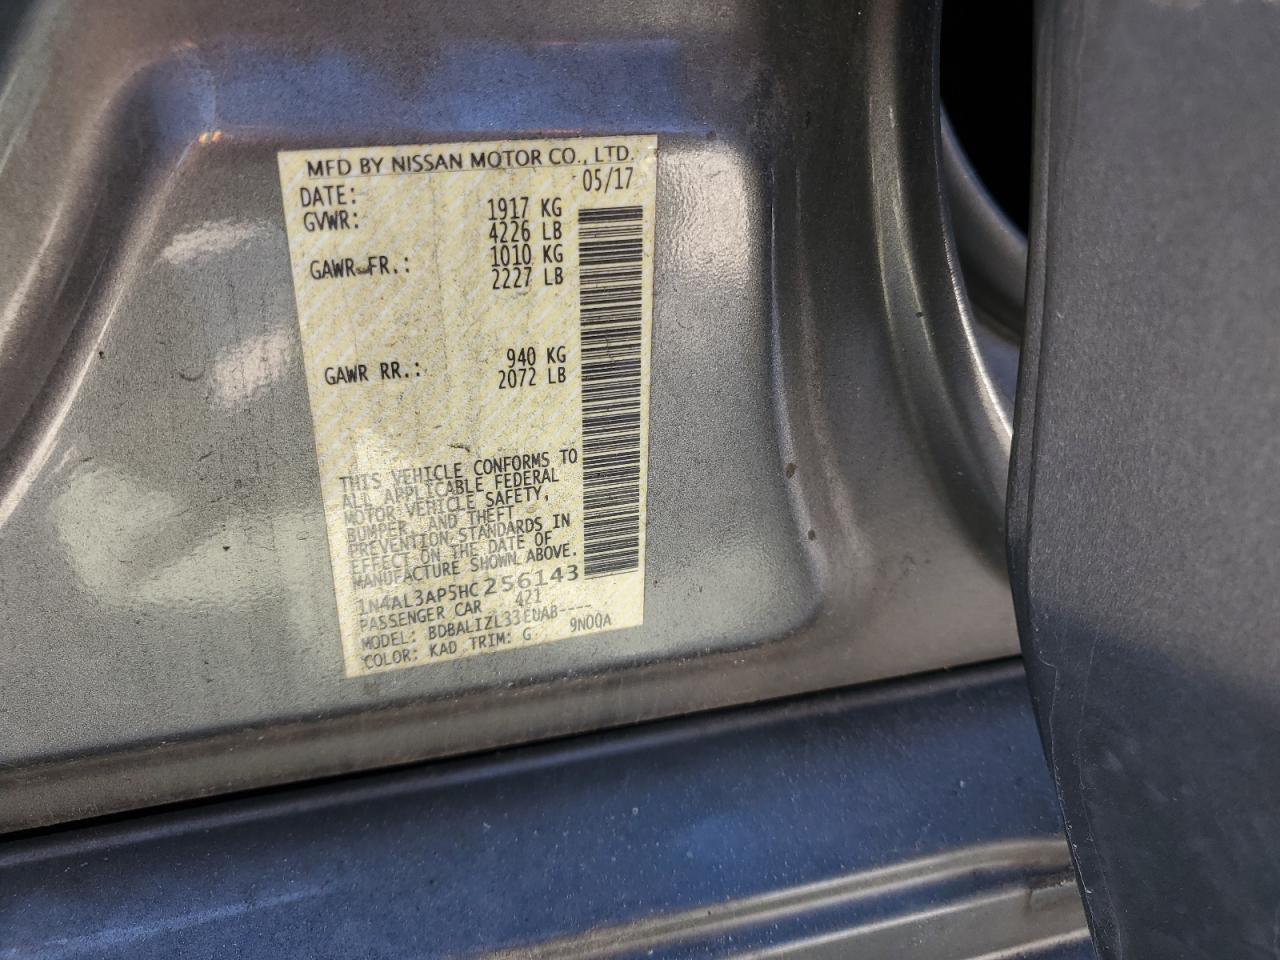 MFD BY NISSAN MOTOR CO., LTD.
DATE: 05/17
GVWR: 1917 KG
4226 LB
GAWR FR.: 1010 KG
2227 LB
GAWR RR.: 940 KG
2072 LB
THIS VEHICLE CONFORMS TO
ALL APPLICABLE FEDERAL
MOTOR VEHICLE SAFETY,
BUMPER, AND THEFT
PREVENTION STANDARDS IN
EFFECT ON THE DATE OF
MANUFACTURE SHOWN ABOVE.
1N4AL3AP5HC256143
PASSENGER CAR 421
MODEL: BDBALIZL33EUAB----
COLOR: KAD TRIM: G 9N00A